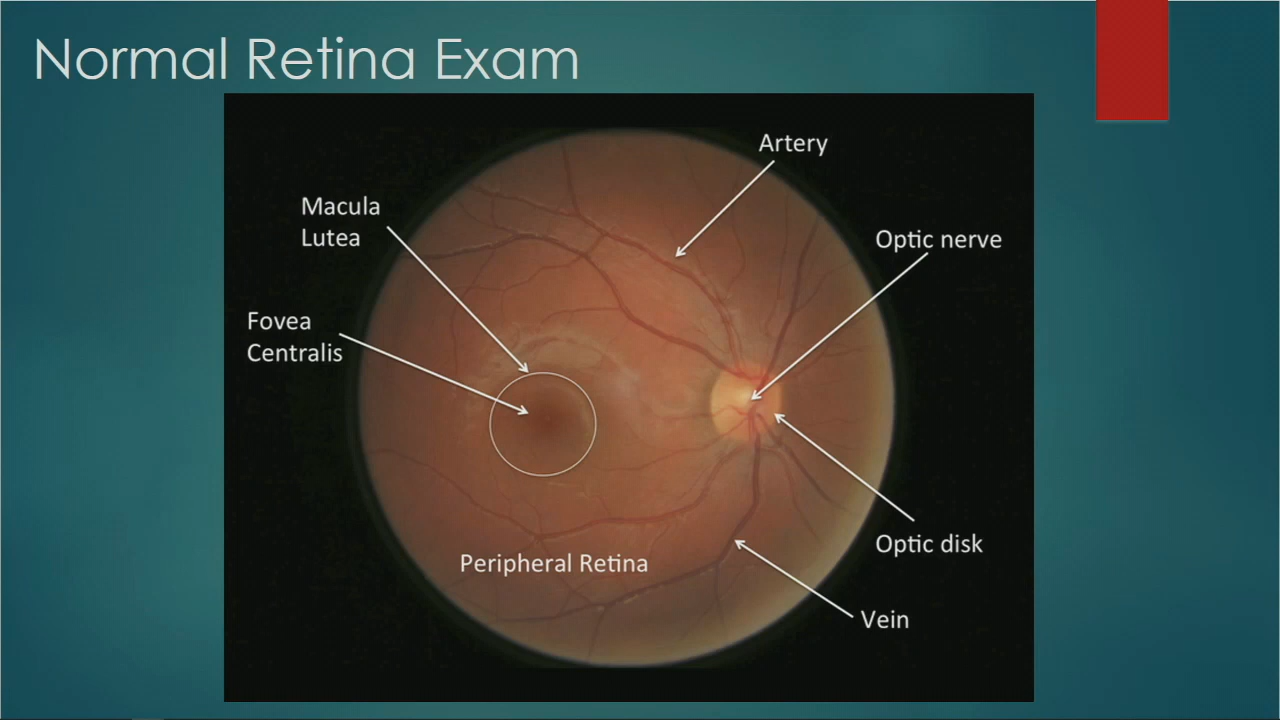 Normal Retina Exam
Artery
Macula
Lutea
Optic nerve
Fovea
Centralis
Optic disk
Peripheral Retina
Vein